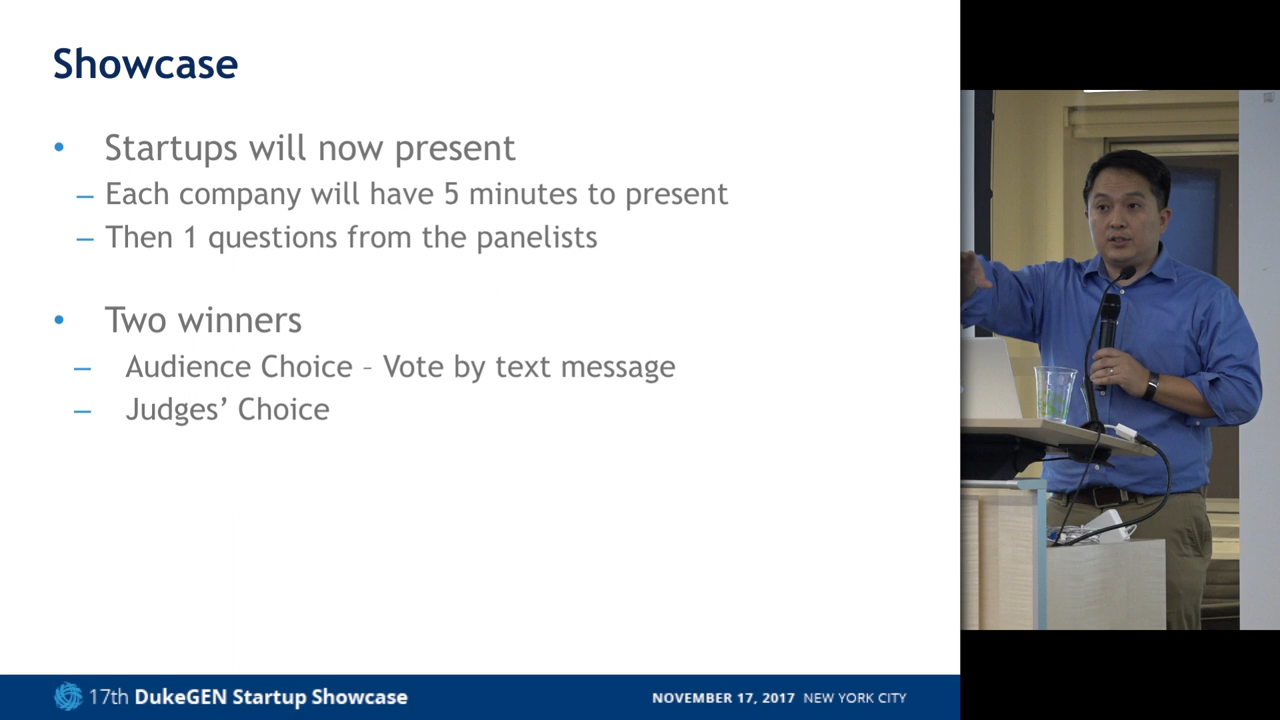 Showcase
• Startups will now present
– Each company will have 5 minutes to present
– Then 1 questions from the panelists
• Two winners
– Audience Choice – Vote by text message
– Judges’ Choice
17th DukeGEN Startup Showcase
NOVEMBER 17, 2017 NEW YORK CITY